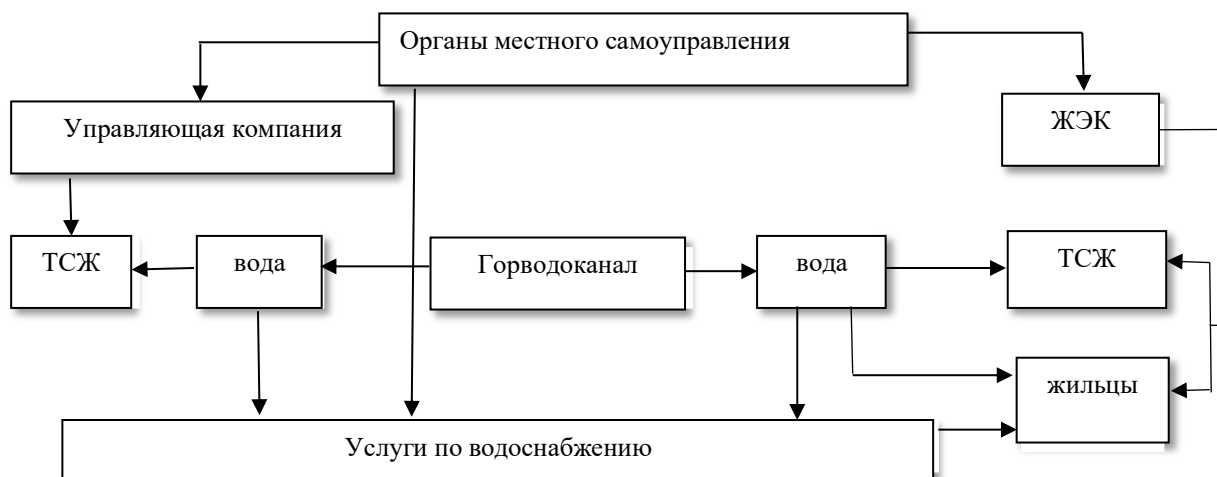 Органы местного самоуправления
Управляющая компания
ЖЭК
ТСЖ
вода
Горводоканал
вода
ТСЖ
жильцы
Услуги по водоснабжению